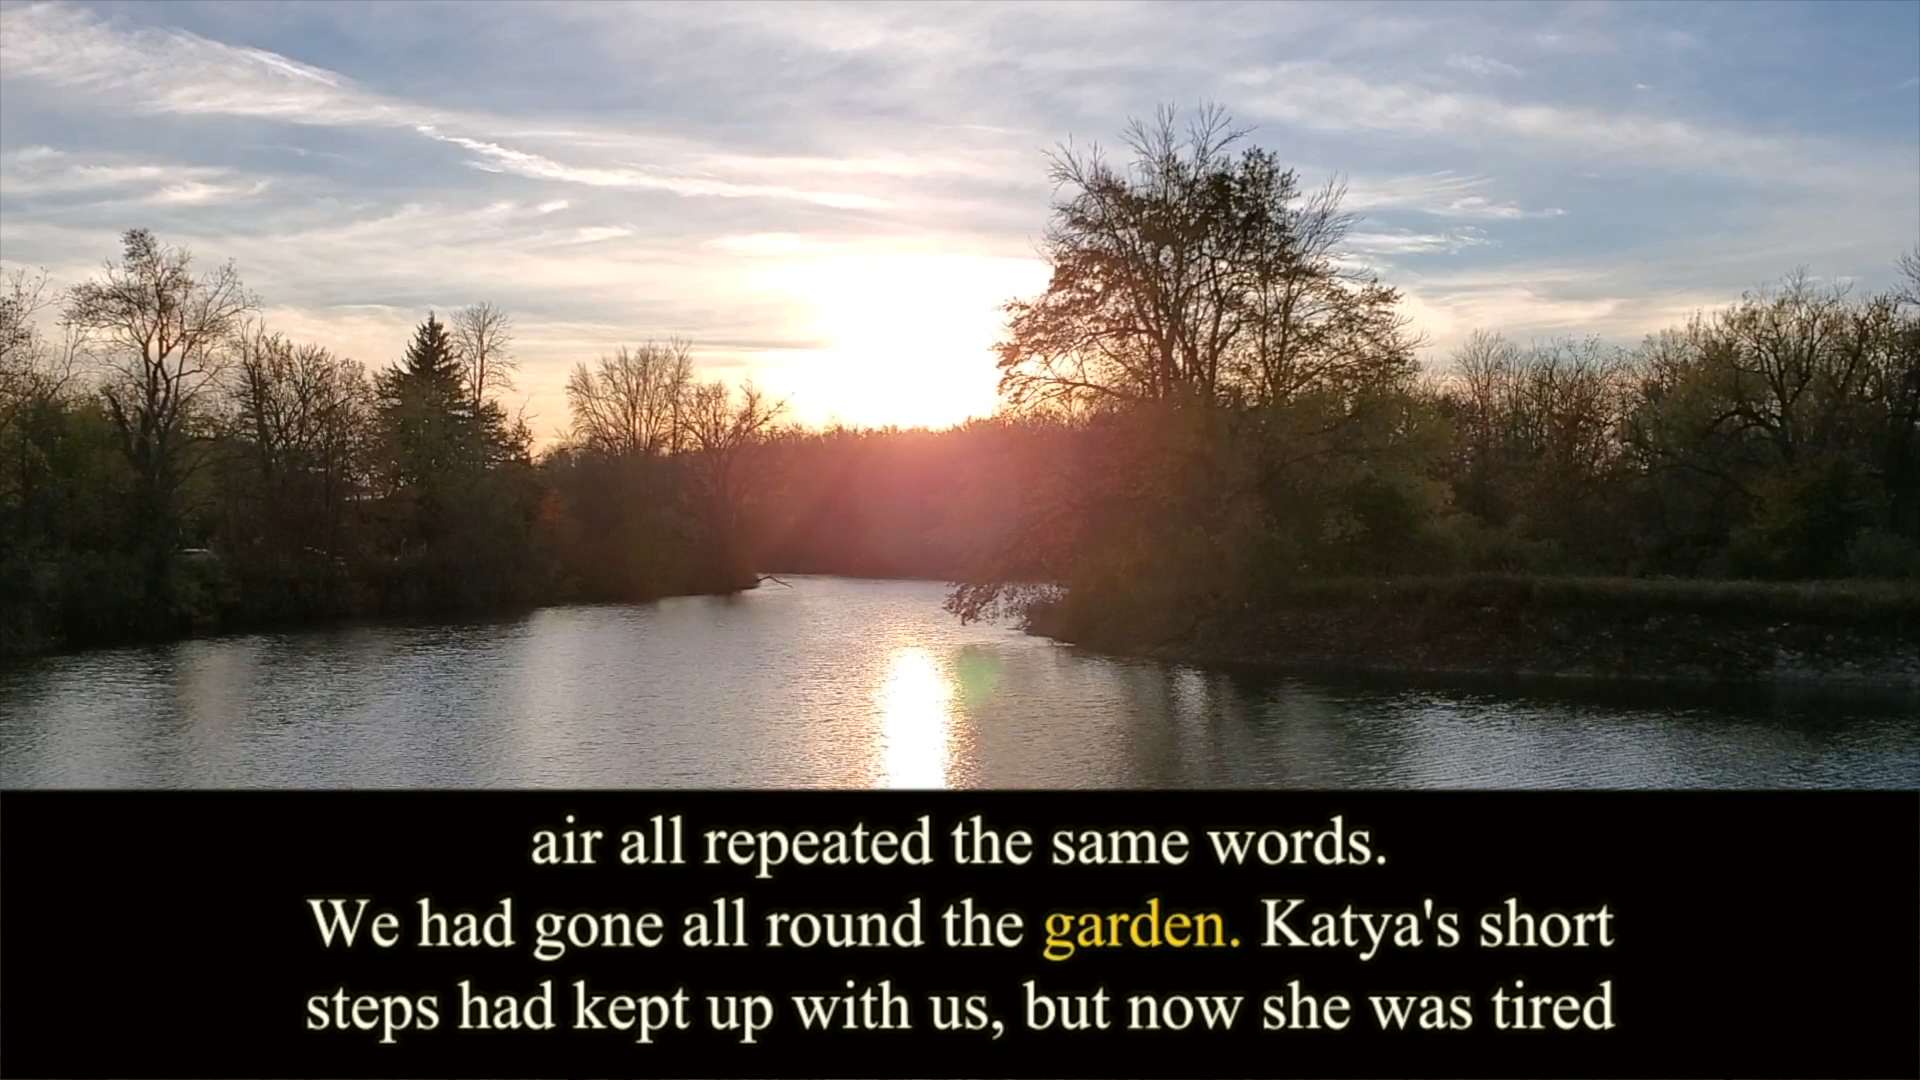 air all repeated the same words.
We had gone all round the garden. Katya's short
steps had kept up with us, but now she was tired